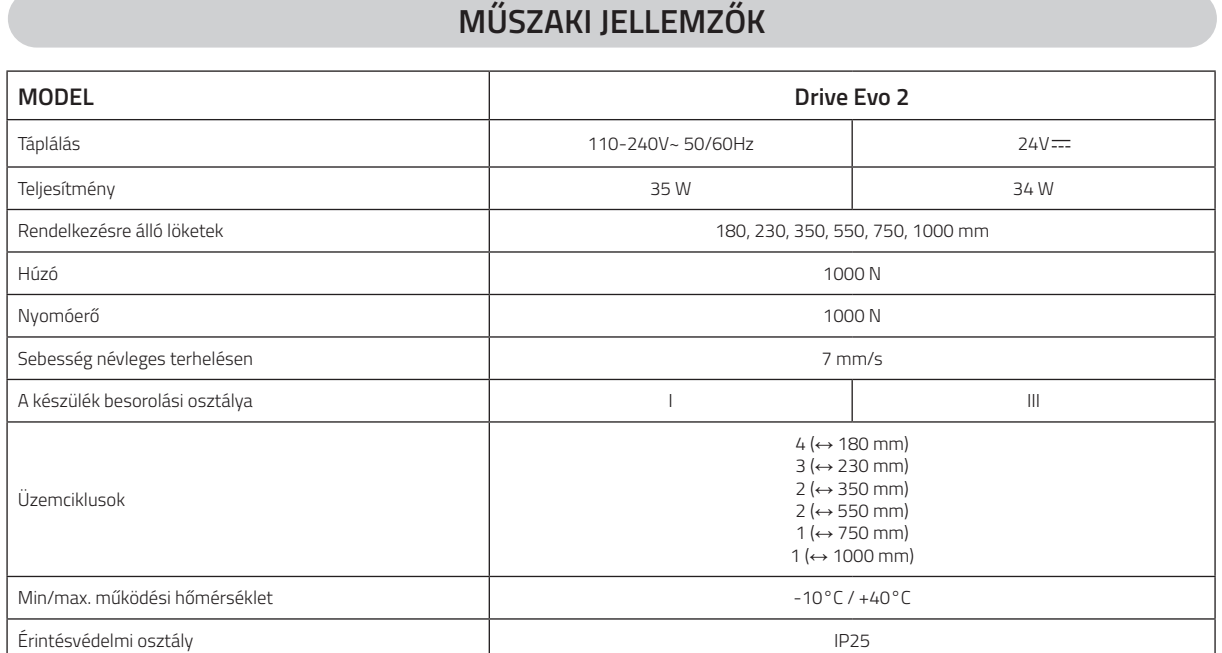 MŰSZAKI JELLEMZŐK
MODEL Drive Evo 2
Táplálás 110-240V~ 50/60Hz 24V⎓
Teljesítmény 35 W 34 W
Rendelkezésre álló löketek 180, 230, 350, 550, 750, 1000 mm
Húzó 1000 N
Nyomóerő 1000 N
Sebesség névleges terhelésen 7 mm/s
A készülék besorolási osztálya I III
Üzemciklusok
4 (↔ 180 mm)
3 (↔ 230 mm)
2 (↔ 350 mm)
2 (↔ 550 mm)
1 (↔ 750 mm)
1 (↔ 1000 mm)
Min/max. működési hőmérséklet -10°C / +40°C
Érintésvédelmi osztály IP25